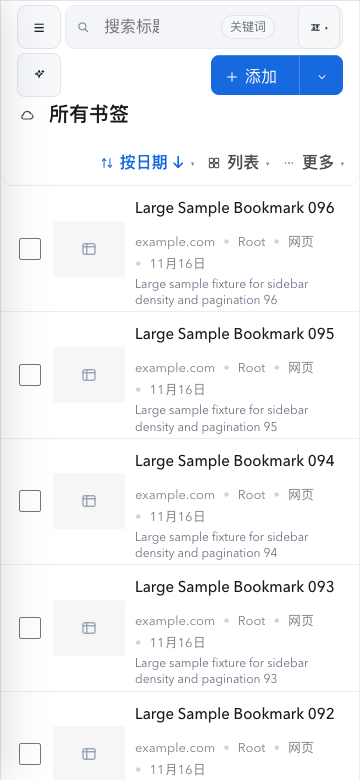 搜索标题
关键词
添加
所有书签
按日期
列表
更多
Large Sample Bookmark 096
example.com • Root • 网页
• 11月16日
Large sample fixture for sidebar
density and pagination 96
Large Sample Bookmark 095
example.com • Root • 网页
• 11月16日
Large sample fixture for sidebar
density and pagination 95
Large Sample Bookmark 094
example.com • Root • 网页
• 11月16日
Large sample fixture for sidebar
density and pagination 94
Large Sample Bookmark 093
example.com • Root • 网页
• 11月16日
Large sample fixture for sidebar
density and pagination 93
Large Sample Bookmark 092
example.com • Root • 网页
• 11月16日